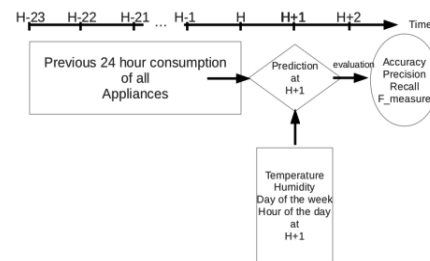 H-23 H-22 H-21 ... H-1 H H+1 H+2 Time
Previous 24 hour consumption
of all
Appliances
Prediction
at
H+1
evaluation
Accuracy
Precision
Recall
F_measure
Temperature
Humidity
Day of the week
Hour of the day
at
H+1